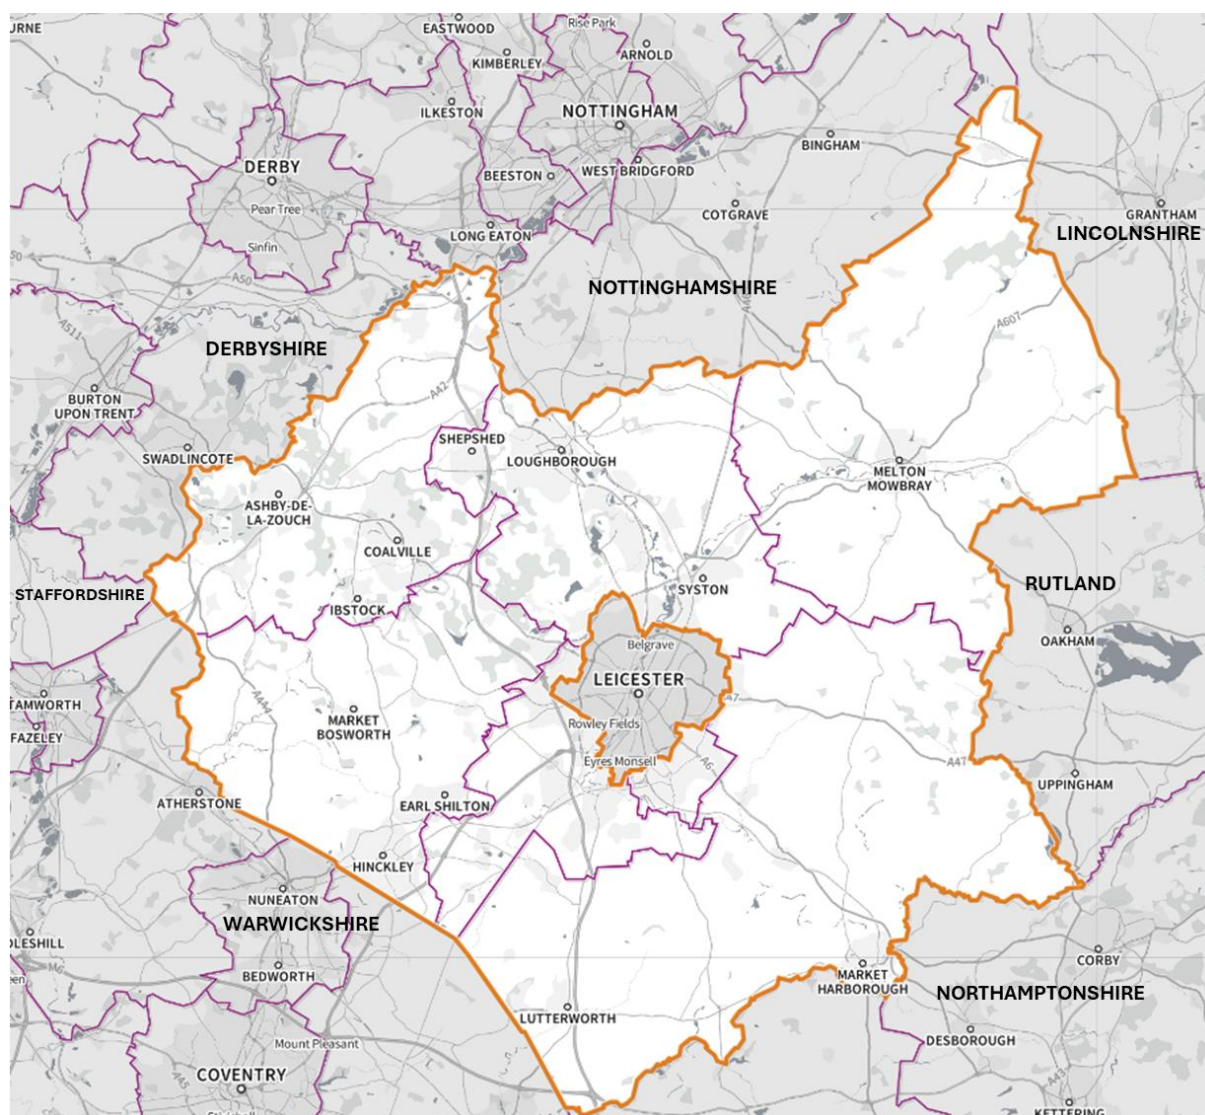 URNE
EASTWOOD
Rise Park
ARNOLD
KIMBERLEY
ILKESTON
NOTTINGHAM
BINGHAM
DERBY
BEESTON
WEST BRIDGFORD
Pear Tree
COTGRAVE
GRANTHAM
LINCOLNSHIRE
Sinfin
LONG EATON
50
A50
NOTTINGHAMSHIRE
A46
A511
A607
DERBYSHIRE
A42
BURTON
UPON TRENT
SHEPSHED
SWADLINCOTE
LOUGHBOROUGH
MELTON
MOWBRAY
ASHBY-DE-
LA-ZOUCH
COALVILLE
STAFFORDSHIRE
SYSTON
RUTLAND
IBSTOCK
OAKHAM
Belgrave
LEICESTER
TAMWORTH
A444
A47
MARKET
BOSWORTH
Rowley Fields
FAZELEY
Eyres Monsell
A6
A47
UPPINGHAM
ATHERSTONE
EARL SHILTON
HINCKLEY
NUNEATON
WARWICKSHIRE
OLESHILL
M6
BEDWORTH
een
MARKET
HARBOROUGH
CORBY
NORTHAMPTONSHIRE
LUTTERWORTH
DESBOROUGH
Mount Pleasant
COVENTRY
A45
A43
KETTERING